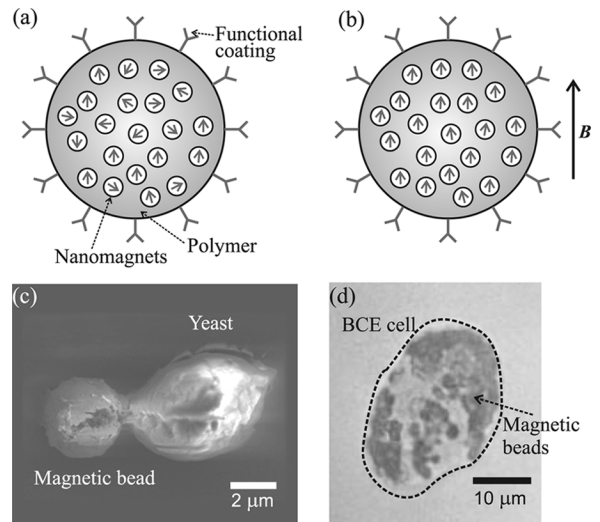 (a)
Functional
coating
Nanomagnets
Polymer
(b)
B
(c)
Yeast
Magnetic bead
2 μm
(d)
BCE cell
Magnetic
beads
10 μm